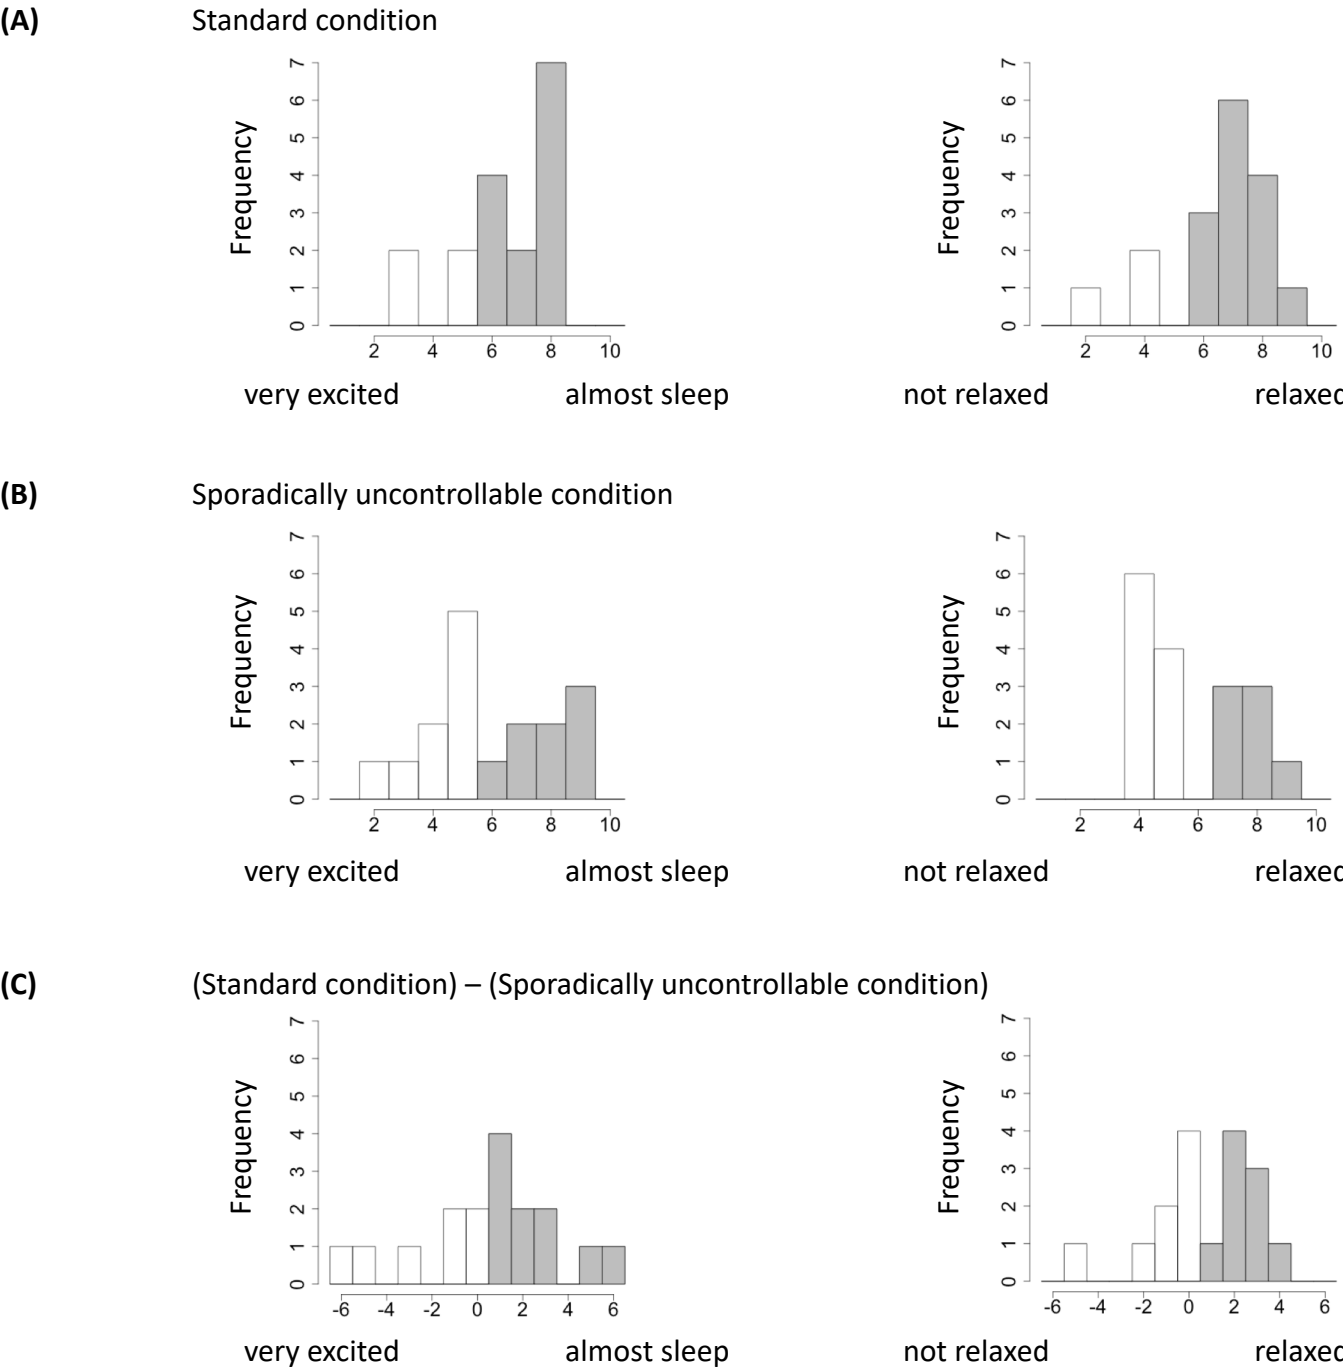 (A) Standard condition
7 6 5 4 3 2 1 0
Frequency
2 4 6 8 10
very excited almost sleep
7 6 5 4 3 2 1 0
Frequency
2 4 6 8 10
not relaxed relaxed
(B) Sporadically uncontrollable condition
7 6 5 4 3 2 1 0
Frequency
2 4 6 8 10
very excited almost sleep
7 6 5 4 3 2 1 0
Frequency
2 4 6 8 10
not relaxed relaxed
(C) (Standard condition) – (Sporadically uncontrollable condition)
7 6 5 4 3 2 1 0
Frequency
-6 -4 -2 0 2 4 6
very excited almost sleep
7 6 5 4 3 2 1 0
Frequency
-6 -4 -2 0 2 4 6
not relaxed relaxed